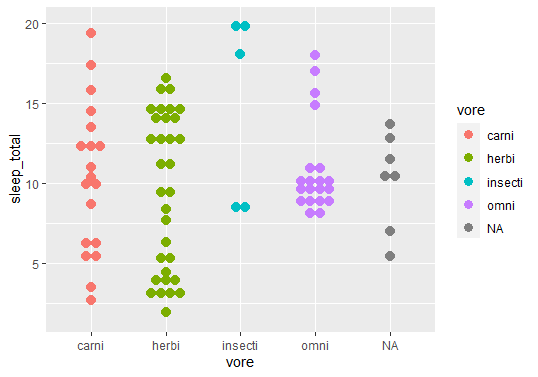 20
15
10
5
sleep_total
carni herbi insecti omni NA
vore
vore
carni
herbi
insecti
omni
NA